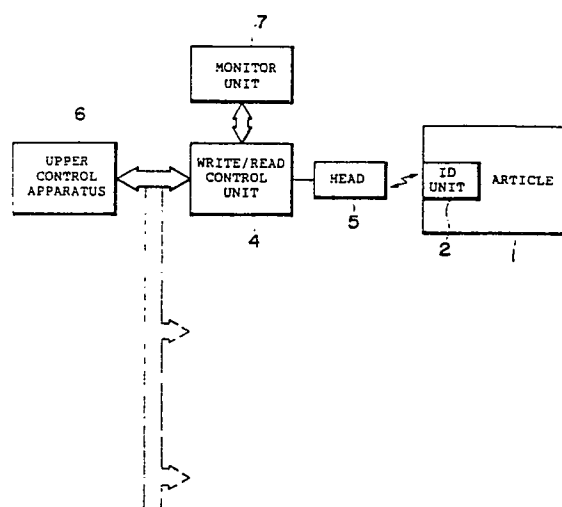 7
MONITOR
UNIT
6
UPPER
CONTROL
APPARATUS
WRITE/READ
CONTROL
UNIT
4
HEAD
5
ID
UNIT
2
ARTICLE
1